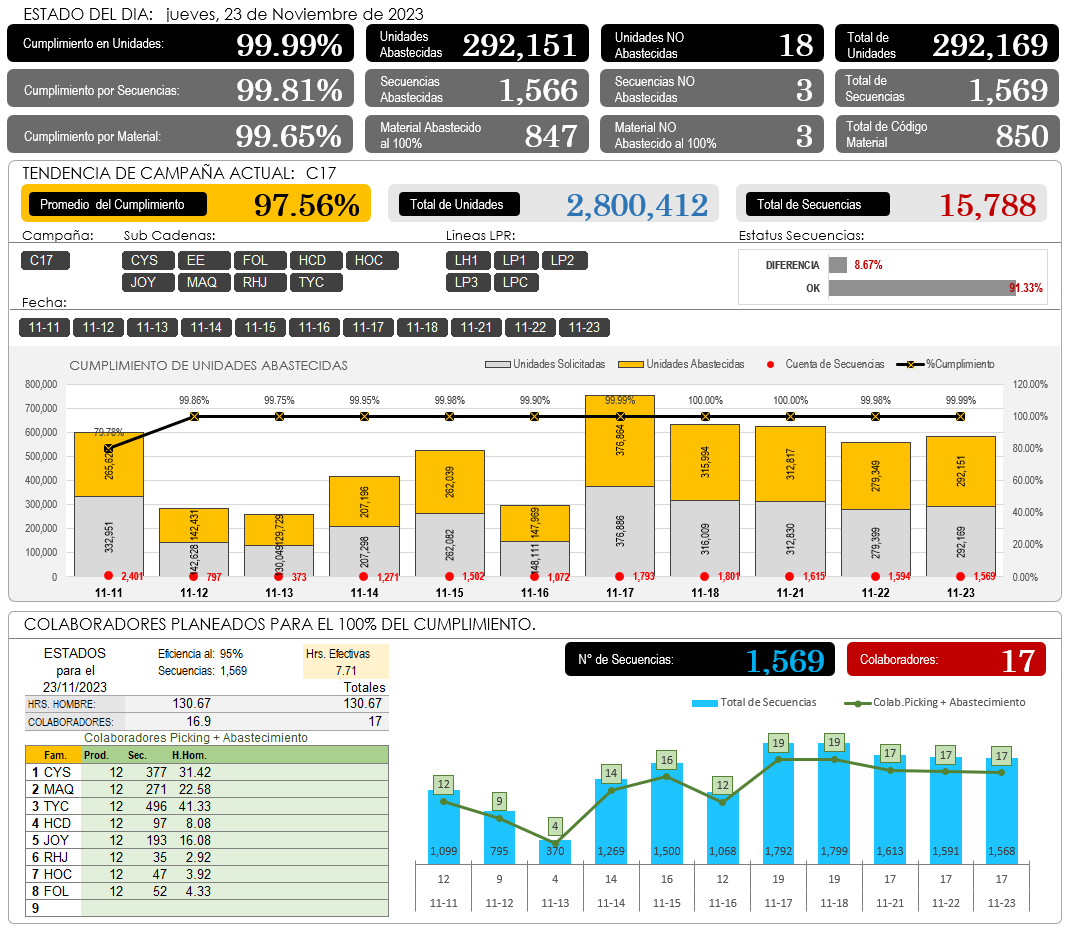 ESTADO DEL DIA: jueves, 23 de Noviembre de 2023
Cumplimiento en Unidades: 99.99%
Unidades Abastecidas 292,151
Unidades NO Abastecidas 18
Total de Unidades 292,169
Cumplimiento por Secuencias: 99.81%
Secuencias Abastecidas 1,566
Secuencias NO Abastecidas 3
Total de Secuencias 1,569
Cumplimiento por Material: 99.65%
Material Abastecido al 100% 847
Material NO Abastecido al 100% 3
Total de Código Material 850
TENDENCIA DE CAMPAÑA ACTUAL: C17
Promedio del Cumplimiento 97.56%
Total de Unidades 2,800,412
Total de Secuencias 15,788
Campaña: Sub Cadenas: Lineas LPR: Estatus Secuencias:
C17 CYS EE FOL HCD HOC LH1 LP1 LP2
JOY MAQ RHJ TYC LP3 LPC
DIFERENCIA 8.67%
OK 91.33%
Fecha:
11-11 11-12 11-13 11-14 11-15 11-16 11-17 11-18 11-21 11-22 11-23
CUMPLIMIENTO DE UNIDADES ABASTECIDAS
Unidades Solicitadas Unidades Abastecidas Cuenta de Secuencias %Cumplimiento
800,000
700,000
600,000
500,000
400,000
300,000
200,000
100,000
0
120.00%
100.00%
80.00%
60.00%
40.00%
20.00%
0.00%
79.78% 99.86% 99.75% 99.95% 99.98% 99.90% 99.99% 100.00% 100.00% 99.98% 99.99%
142,431 129,729 207,196 262,039 147,969 376,864 315,994 312,817 279,349 292,151
332,951 142,628 130,049 207,298 262,082 148,111 376,886 316,009 312,830 279,399 292,169
2,401 797 373 1,271 1,502 1,072 1,793 1,801 1,615 1,594 1,569
11-11 11-12 11-13 11-14 11-15 11-16 11-17 11-18 11-21 11-22 11-23
COLABORADORES PLANEADOS PARA EL 100% DEL CUMPLIMIENTO.
ESTADOS
para el
23/11/2023
Eficiencia al: 95%
Secuencias: 1,569
Hrs. Efectivas
7.71
Totales
HRS. HOMBRE: 130.67 130.67
COLABORADORES: 16.9 17
Colaboradores Picking + Abastecimiento
Fam. Prod. Sec. H.Hom.
1 CYS 12 377 31.42
2 MAQ 12 271 22.58
3 TYC 12 496 41.33
4 HCD 12 97 8.08
5 JOY 12 193 16.08
6 RHJ 12 35 2.92
7 HOC 12 47 3.92
8 FOL 12 52 4.33
9
N° de Secuencias: 1,569
Colaboradores: 17
Total de Secuencias Colab.Picking + Abastecimiento
12 9 4 14 16 12 19 19 17 17 17
1,099 795 370 1,269 1,500 1,068 1,792 1,799 1,613 1,591 1,568
12 9 4 14 16 12 19 19 17 17 17
11-11 11-12 11-13 11-14 11-15 11-16 11-17 11-18 11-21 11-22 11-23